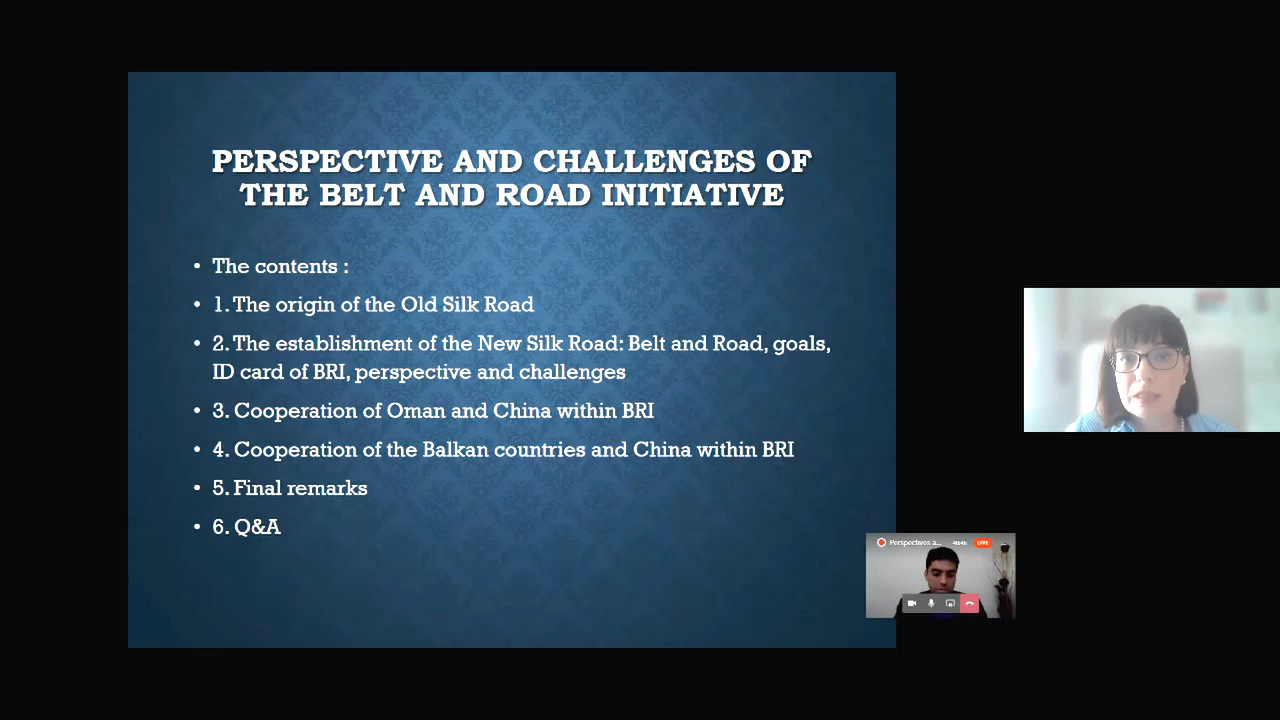 PERSPECTIVE AND CHALLENGES OF
THE BELT AND ROAD INITIATIVE
• The contents :
• 1. The origin of the Old Silk Road
• 2. The establishment of the New Silk Road: Belt and Road, goals,
ID card of BRI, perspective and challenges
• 3. Cooperation of Oman and China within BRI
• 4. Cooperation of the Balkan countries and China within BRI
• 5. Final remarks
• 6. Q&A
Perspectives a... LIVE